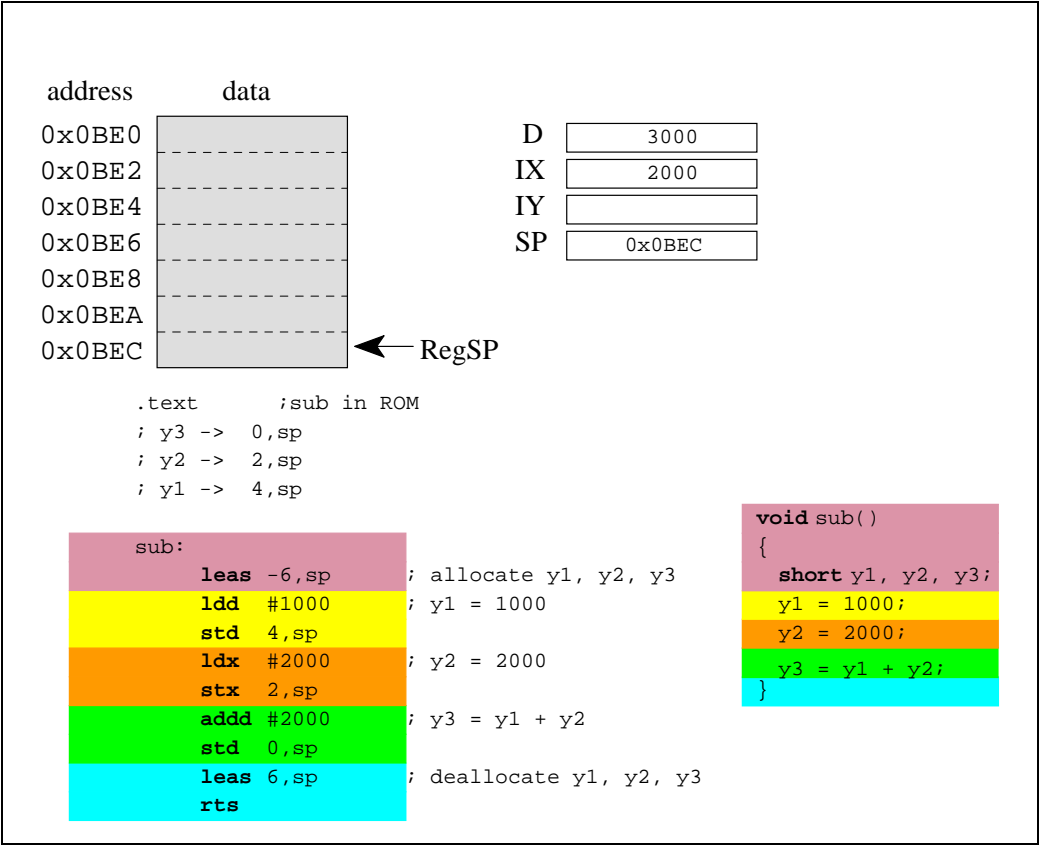 address data
0x0BE0
0x0BE2
0x0BE4
0x0BE6
0x0BE8
0x0BEA
0x0BEC
RegSP
D 3000
IX 2000
IY
SP 0x0BEC
.text ;sub in ROM
; y3 -> 0,sp
; y2 -> 2,sp
; y1 -> 4,sp
sub:
leas -6,sp ; allocate y1, y2, y3
ldd #1000 ; y1 = 1000
std 4,sp
ldx #2000 ; y2 = 2000
stx 2,sp
addd #2000 ; y3 = y1 + y2
std 0,sp
leas 6,sp ; deallocate y1, y2, y3
rts
void sub()
{
short y1, y2, y3;
y1 = 1000;
y2 = 2000;
y3 = y1 + y2;
}